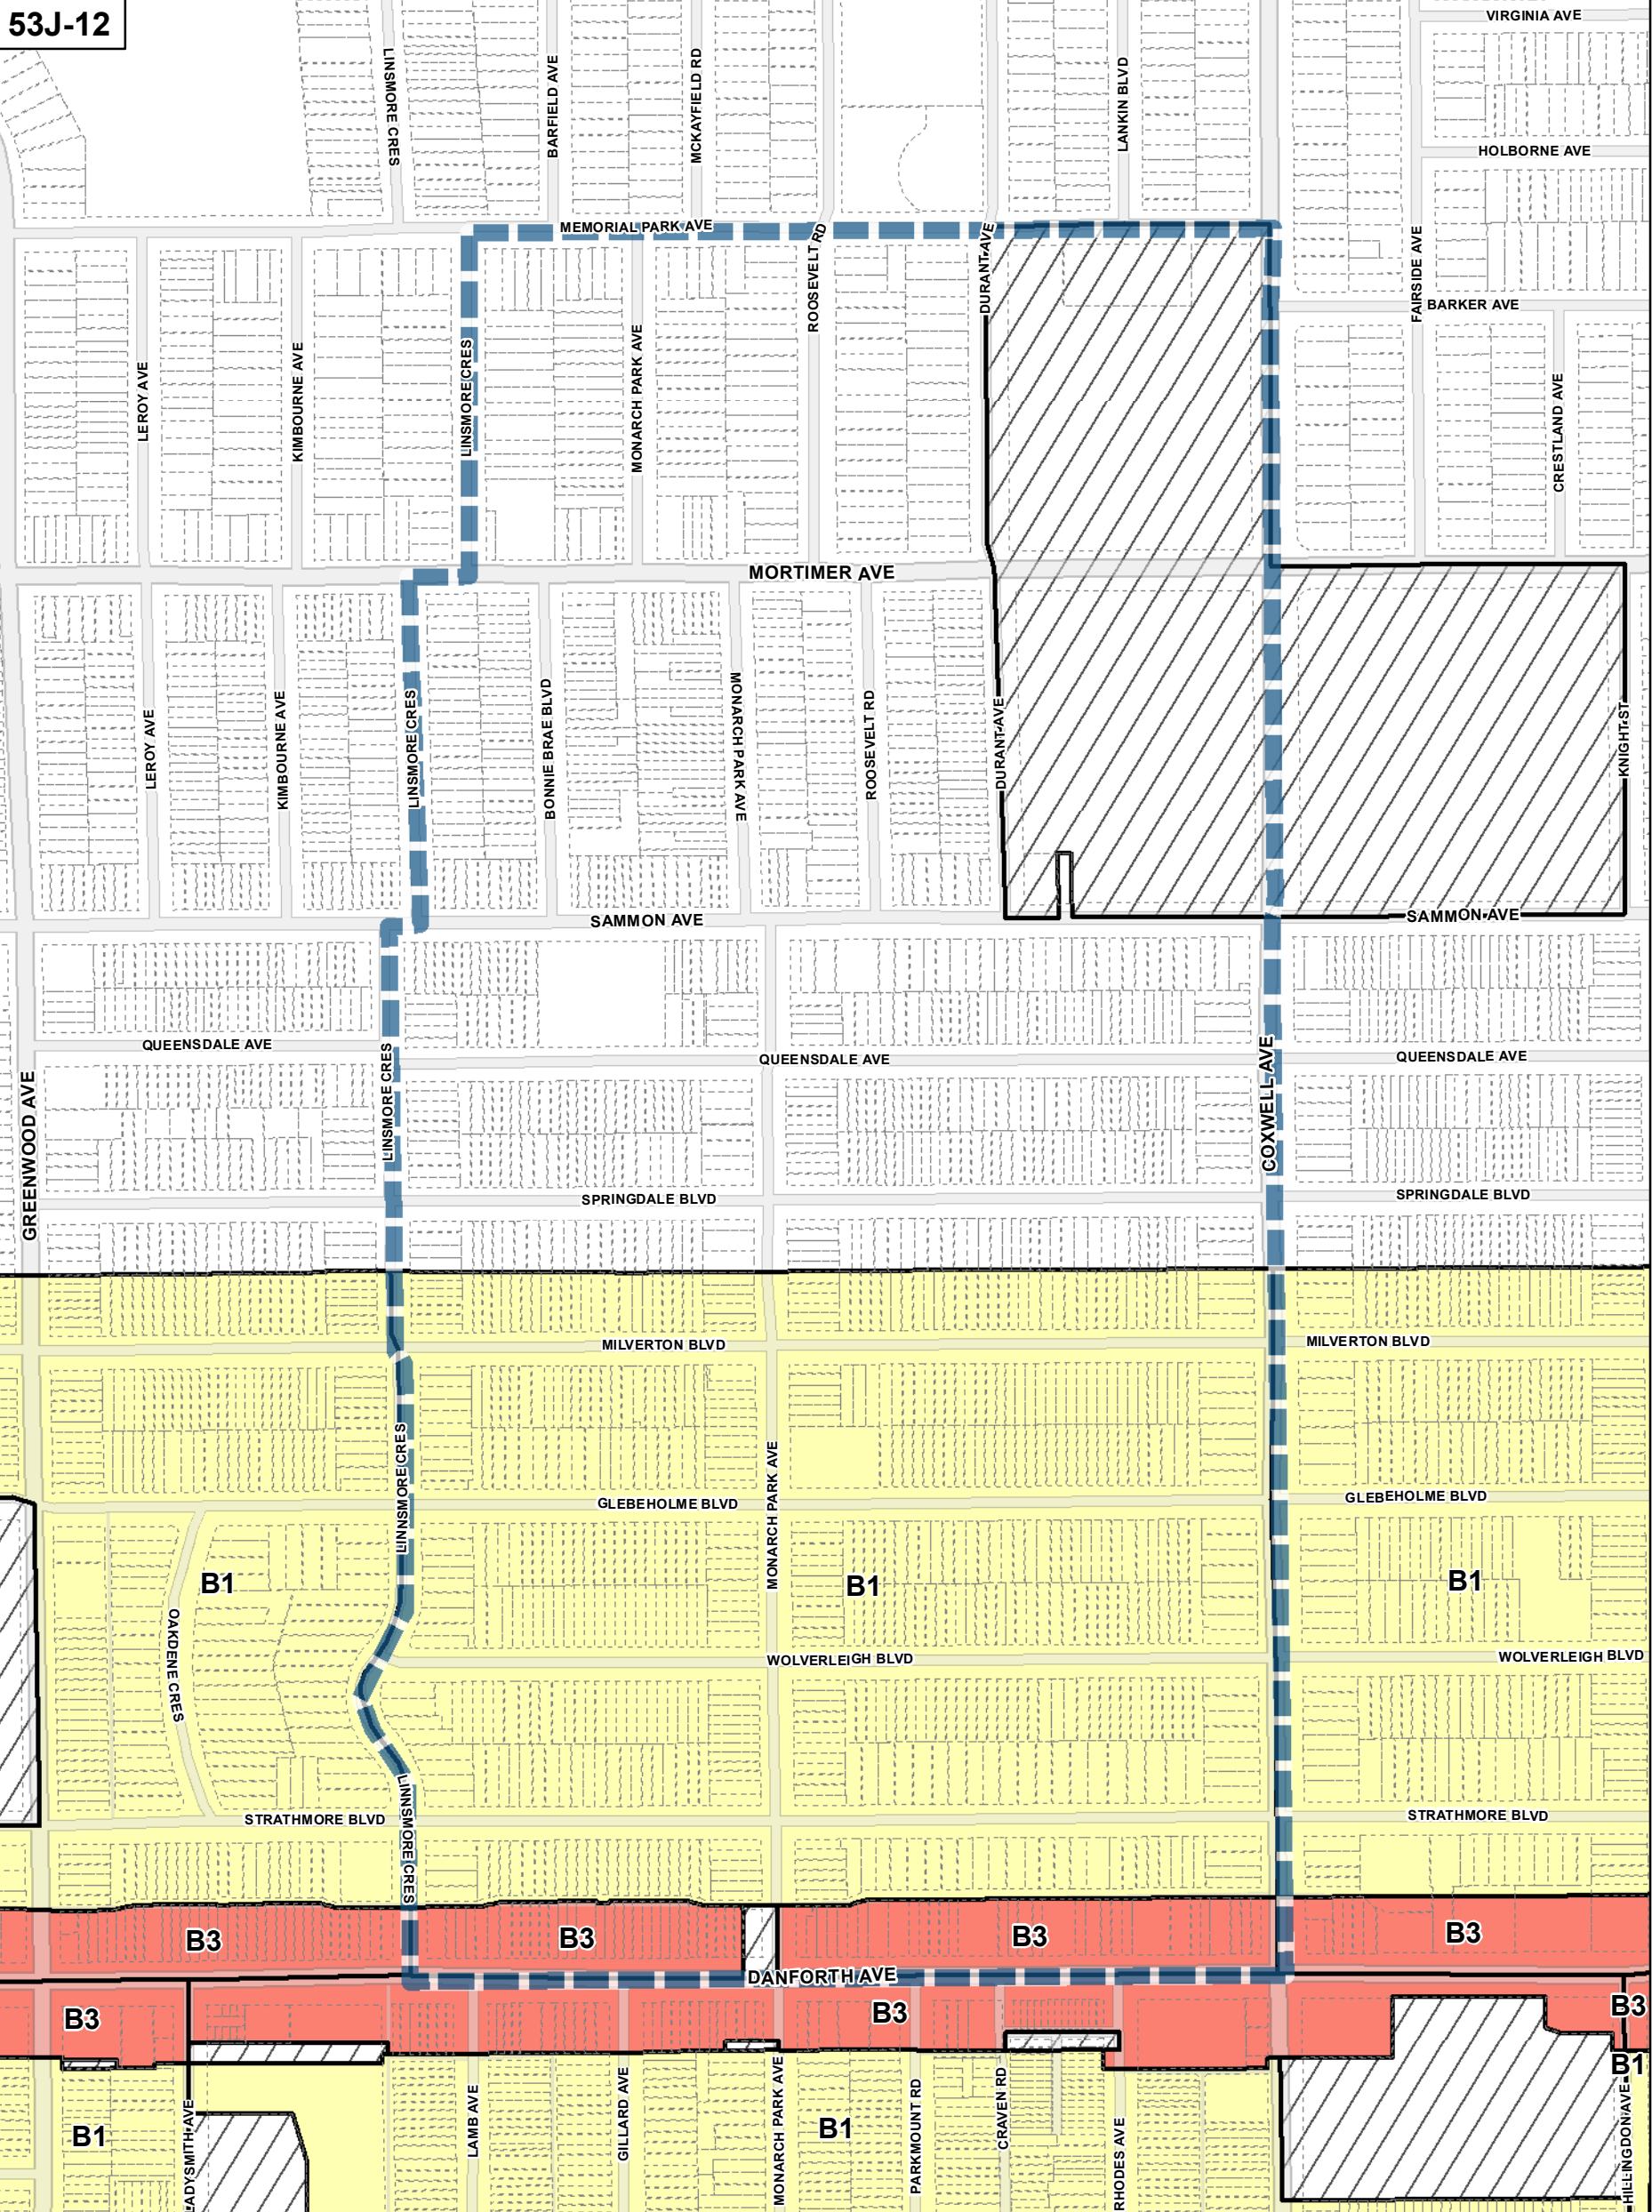 53J-12
VIRGINIA AVE
LINSMORE CRES
BARFIELD AVE
MCKAYFIELD RD
LANKIN BLVD
HOLBORNE AVE
MEMORIAL PARK AVE
ROOSEVELT RD
DURANT AVE
FAIRSIDE AVE
BARKER AVE
LEROY AVE
KIMBOURNE AVE
LINSMORE CRES
MONARCH PARK AVE
CRESTLAND AVE
MORTIMER AVE
LEROY AVE
KIMBOURNE AVE
LINSMORE CRES
BONNIE BRAE BLVD
MONARCH PARK AVE
ROOSEVELT RD
DURANT AVE
KNIGHT ST
SAMMON AVE
SAMMON AVE
QUEENSDALE AVE
QUEENSDALE AVE
QUEENSDALE AVE
GREENWOOD AVE
LINSMORE CRES
COXWELL AVE
SPRINGDALE BLVD
SPRINGDALE BLVD
MILVERTON BLVD
MILVERTON BLVD
LINNSMORE CRES
MONARCH PARK AVE
GLEBEHOLME BLVD
GLEBEHOLME BLVD
B1
B1
B1
OAKDENE CRES
WOLVERLEIGH BLVD
WOLVERLEIGH BLVD
STRATHMORE BLVD
LINNSMORE CRES
STRATHMORE BLVD
B3
B3
B3
B3
DANFORTH AVE
B3
B3
B3
B1
B1
LADYSMITH AVE
LAMB AVE
GILLARD AVE
MONARCH PARK AVE
B1
PARKMOUNT RD
CRAVEN RD
RHODES AVE
HILLINGDON AVE